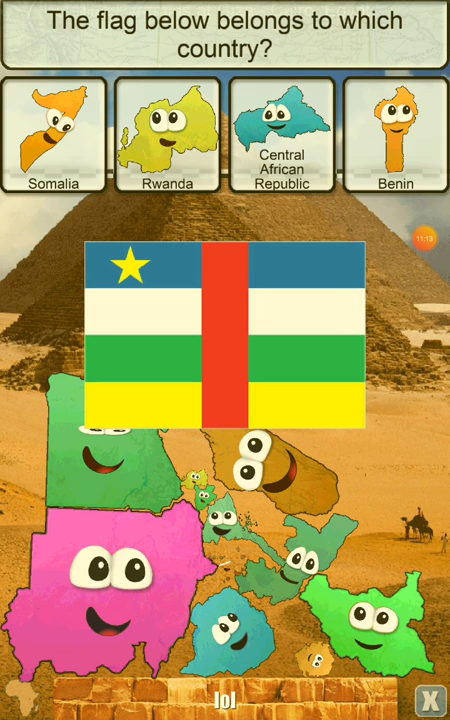 The flag below belongs to which
country?
Somalia
Rwanda
Central
African
Republic
Benin
11:13
lol
X